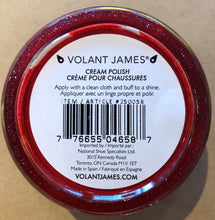 VOLANT JAMES®
CREAM POLISH
CRÈME POUR CHAUSSURES
Apply with a clean cloth and buff to a shine.
Appliquer avec un linge propre et polir.
ITEM / ARTICLE #250058
7 76655 04658 7
Imported by / Importé par :
National Shoe Specialties Ltd.
3015 Kennedy Road
Toronto, ON Canada M1V 1E7
Made in Spain / Fabriqué en Espagne
VOLANTJAMES.COM